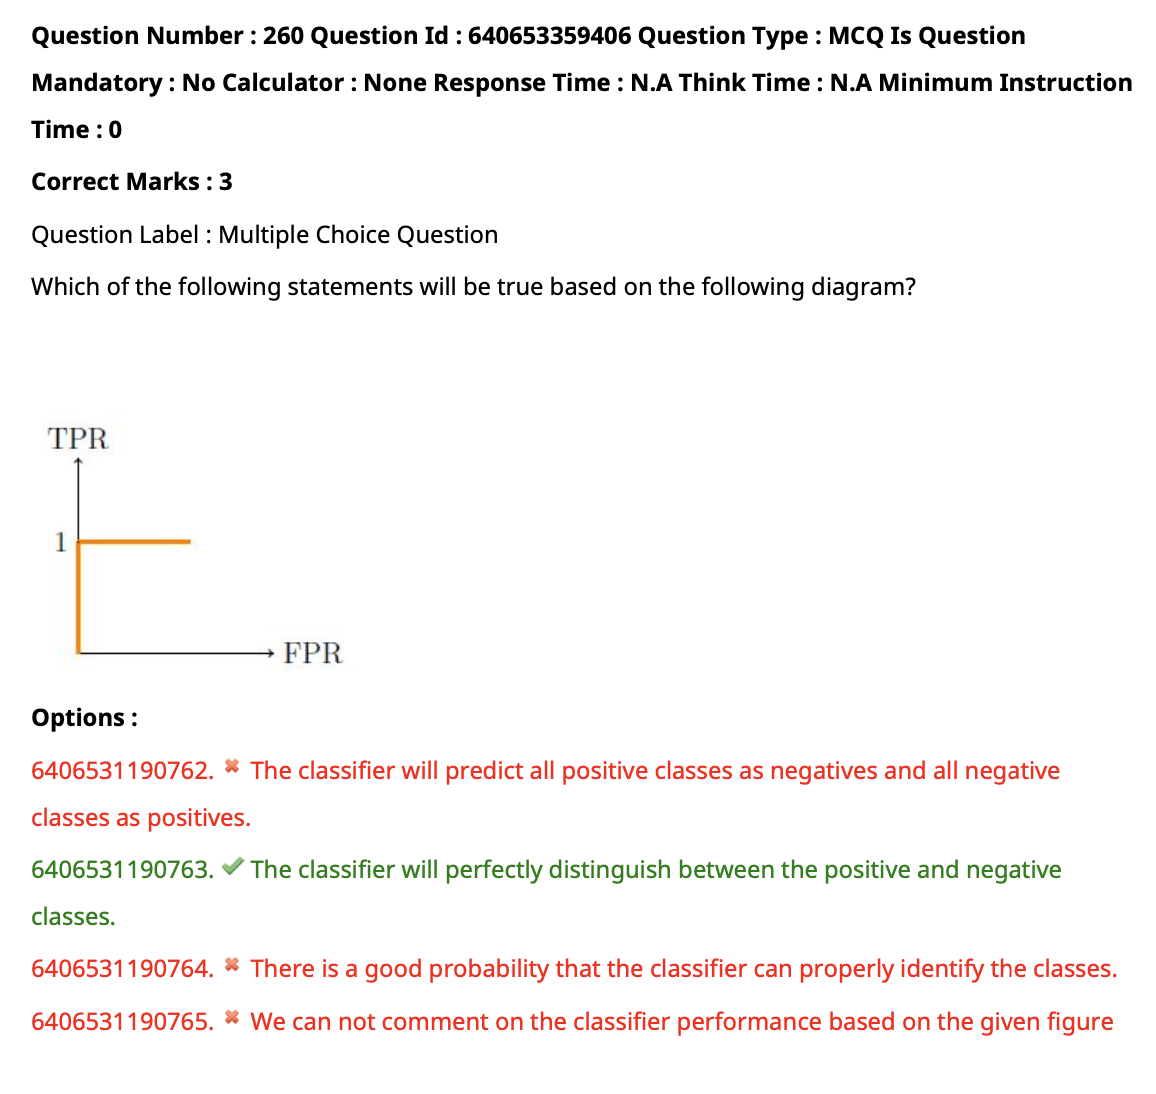 Question Number : 260 Question Id : 640653359406 Question Type : MCQ Is Question
Mandatory : No Calculator : None Response Time : N.A Think Time : N.A Minimum Instruction
Time : 0
Correct Marks : 3
Question Label : Multiple Choice Question
Which of the following statements will be true based on the following diagram?
TPR
1
FPR
Options :
6406531190762. ✖ The classifier will predict all positive classes as negatives and all negative
classes as positives.
6406531190763. ✔ The classifier will perfectly distinguish between the positive and negative
classes.
6406531190764. ✖ There is a good probability that the classifier can properly identify the classes.
6406531190765. ✖ We can not comment on the classifier performance based on the given figure